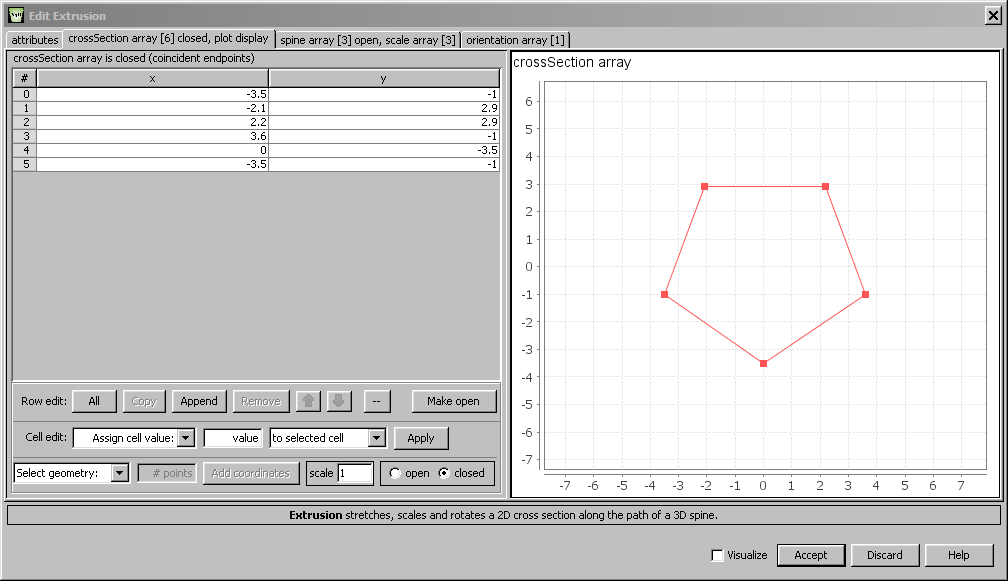 Edit Extrusion
attributes crossSection array [6] closed, plot display spine array [3] open, scale array [3] orientation array [1]
crossSection array is closed (coincident endpoints)
# x y
0 -3.5 -1
1 -2.1 2.9
2 2.2 2.9
3 3.6 -1
4 0 -3.5
5 -3.5 -1
Row edit: All Copy Append Remove -- Make open
Cell edit: Assign cell value: value to selected cell Apply
Select geometry: # points Add coordinates scale 1 open closed
crossSection array
6
5
4
3
2
1
0
-1
-2
-3
-4
-5
-6
-7
-7 -6 -5 -4 -3 -2 -1 0 1 2 3 4 5 6 7
Extrusion stretches, scales and rotates a 2D cross section along the path of a 3D spine.
Visualize Accept Discard Help